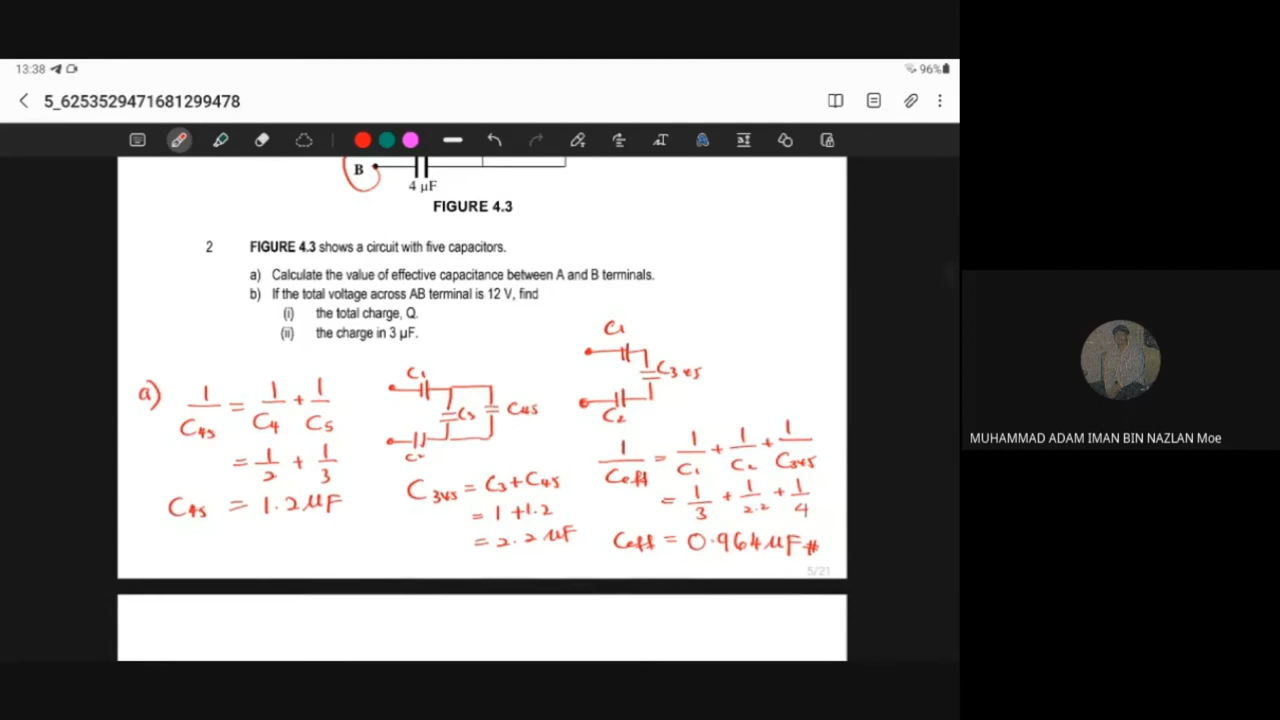 13:38
96%
5_6253529471681299478
B
4 µF
FIGURE 4.3
2 FIGURE 4.3 shows a circuit with five capacitors.
a) Calculate the value of effective capacitance between A and B terminals.
b) If the total voltage across AB terminal is 12 V, find
(i) the total charge, Q.
(ii) the charge in 3 µF.
a) 1/C45 = 1/C4 + 1/C5
= 1/2 + 1/3
C45 = 1.2 µF
C1
C3
C45
C2
C345 = C3 + C45
= 1 + 1.2
= 2.2 µF
C1
C345
C2
1/Ceff = 1/C1 + 1/C2 + 1/C345
= 1/3 + 1/2.2 + 1/4
Ceff = 0.964 µF #
5/21
MUHAMMAD ADAM IMAN BIN NAZLAN Moe